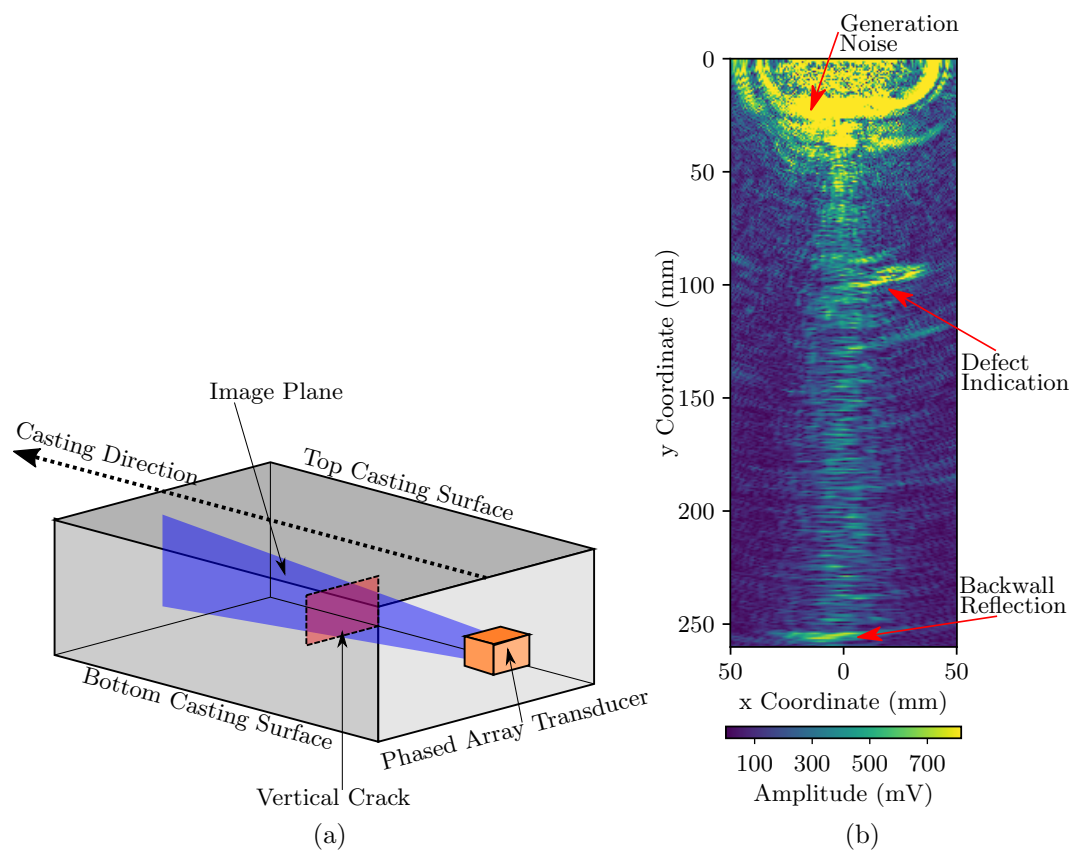 Image Plane
Casting Direction
Top Casting Surface
Bottom Casting Surface
Phased Array Transducer
Vertical Crack
(a)
Generation
Noise
0
50
100
150
200
250
y Coordinate (mm)
Defect
Indication
Backwall
Reflection
50 0 50
x Coordinate (mm)
100 300 500 700
Amplitude (mV)
(b)